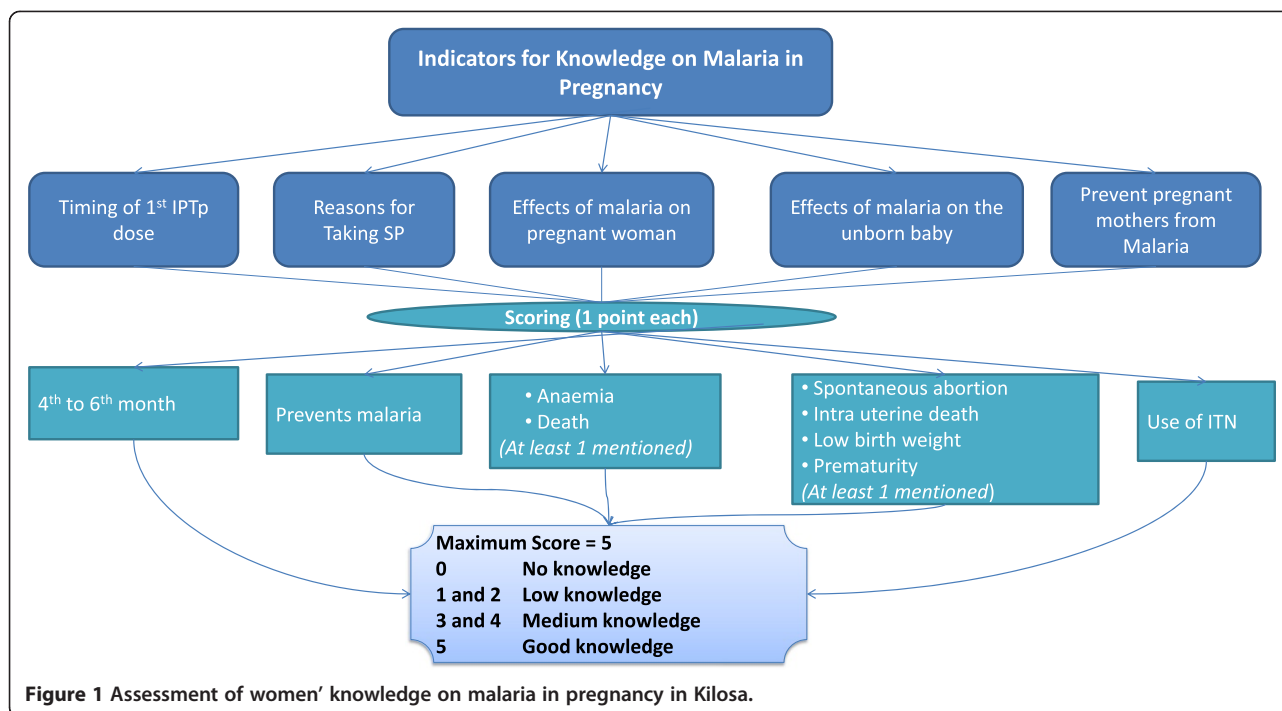 Indicators for Knowledge on Malaria in
Pregnancy
Timing of 1st IPTp
dose
Reasons for
Taking SP
Effects of malaria on
pregnant woman
Effects of malaria on the
unborn baby
Prevent pregnant
mothers from
Malaria
Scoring (1 point each)
4th to 6th month
Prevents malaria
• Anaemia
• Death
(At least 1 mentioned)
• Spontaneous abortion
• Intra uterine death
• Low birth weight
• Prematurity
(At least 1 mentioned)
Use of ITN
Maximum Score = 5
0 No knowledge
1 and 2 Low knowledge
3 and 4 Medium knowledge
5 Good knowledge
Figure 1 Assessment of women' knowledge on malaria in pregnancy in Kilosa.